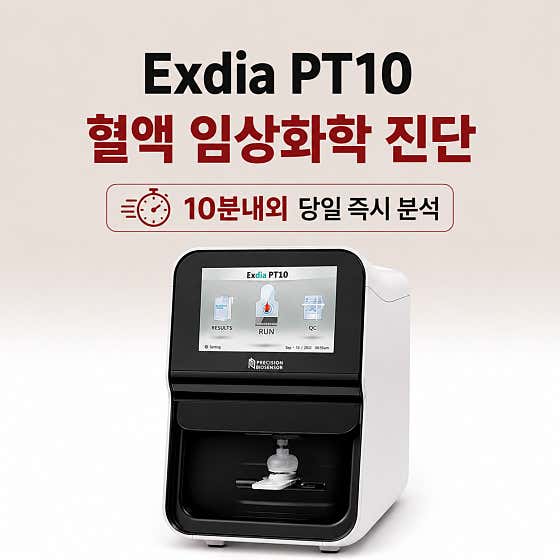 Exdia PT10
혈액 임상화학 진단
10분내외 당일 즉시 분석
Exdia PT10
RESULTS
RUN
QC
Setting
PRECISION
BIOSENSOR